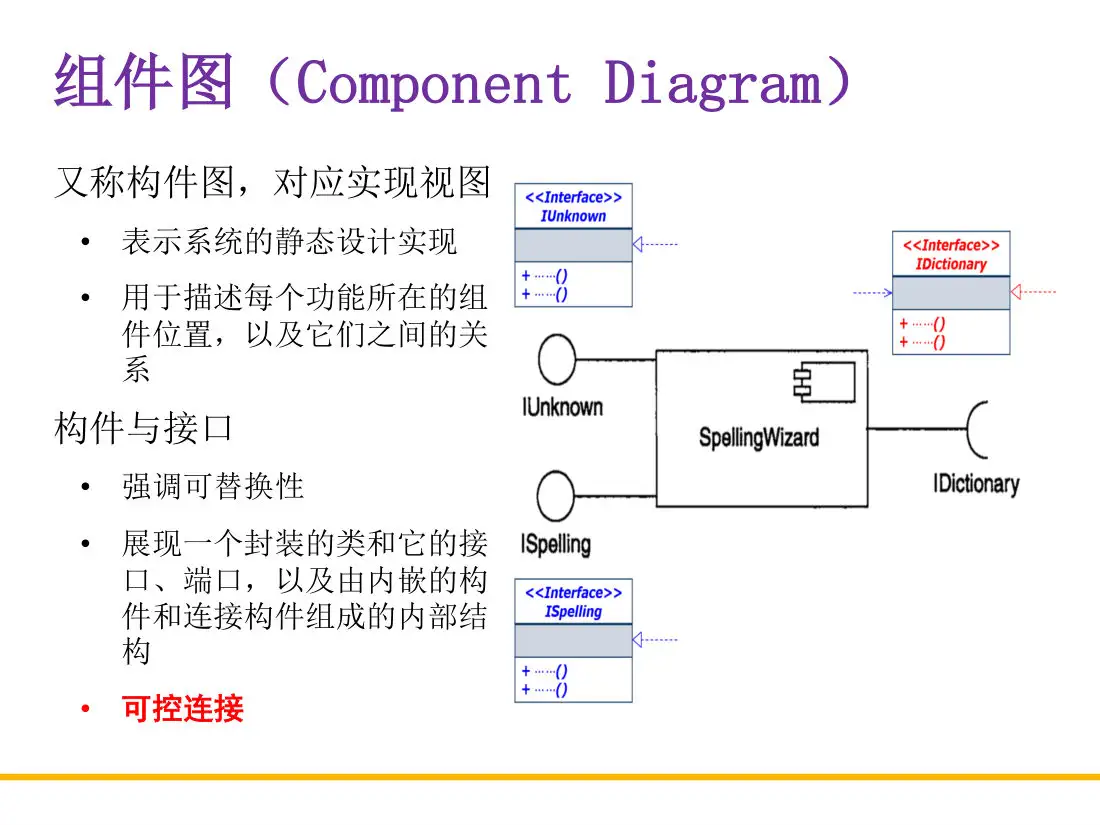 组件图（Component Diagram）
又称构件图，对应实现视图
• 表示系统的静态设计实现
• 用于描述每个功能所在的组
件位置，以及它们之间的关
系
构件与接口
• 强调可替换性
• 展现一个封装的类和它的接
口、端口，以及由内嵌的构
件和连接构件组成的内部结
构
• 可控连接
<<Interface>>
IUnknown
+ ……()
+ ……()
<<Interface>>
IDictionary
+ ……()
+ ……()
IUnknown
SpellingWizard
IDictionary
ISpelling
<<Interface>>
ISpelling
+ ……()
+ ……()